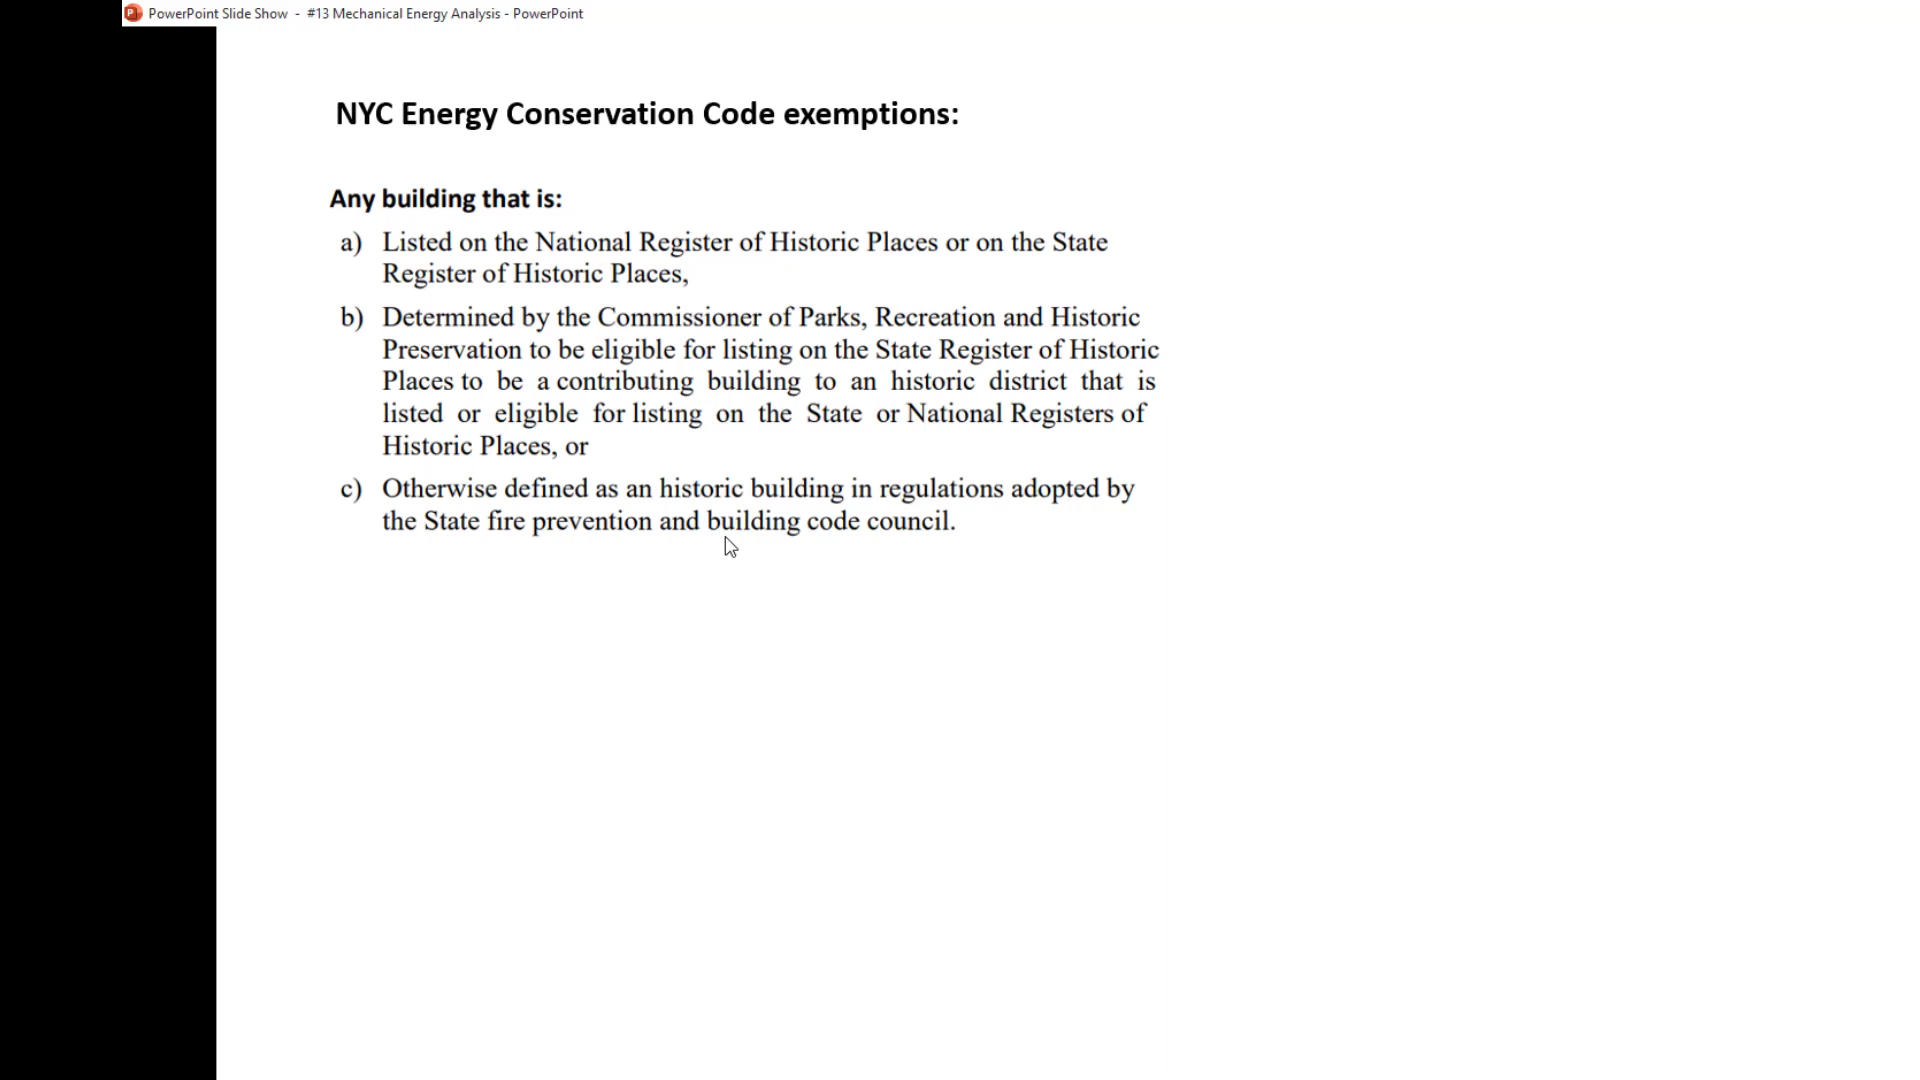 PowerPoint Slide Show - #13 Mechanical Energy Analysis - PowerPoint
NYC Energy Conservation Code exemptions:
Any building that is:
a) Listed on the National Register of Historic Places or on the State
Register of Historic Places,
b) Determined by the Commissioner of Parks, Recreation and Historic
Preservation to be eligible for listing on the State Register of Historic
Places to be a contributing building to an historic district that is
listed or eligible for listing on the State or National Registers of
Historic Places, or
c) Otherwise defined as an historic building in regulations adopted by
the State fire prevention and building code council.